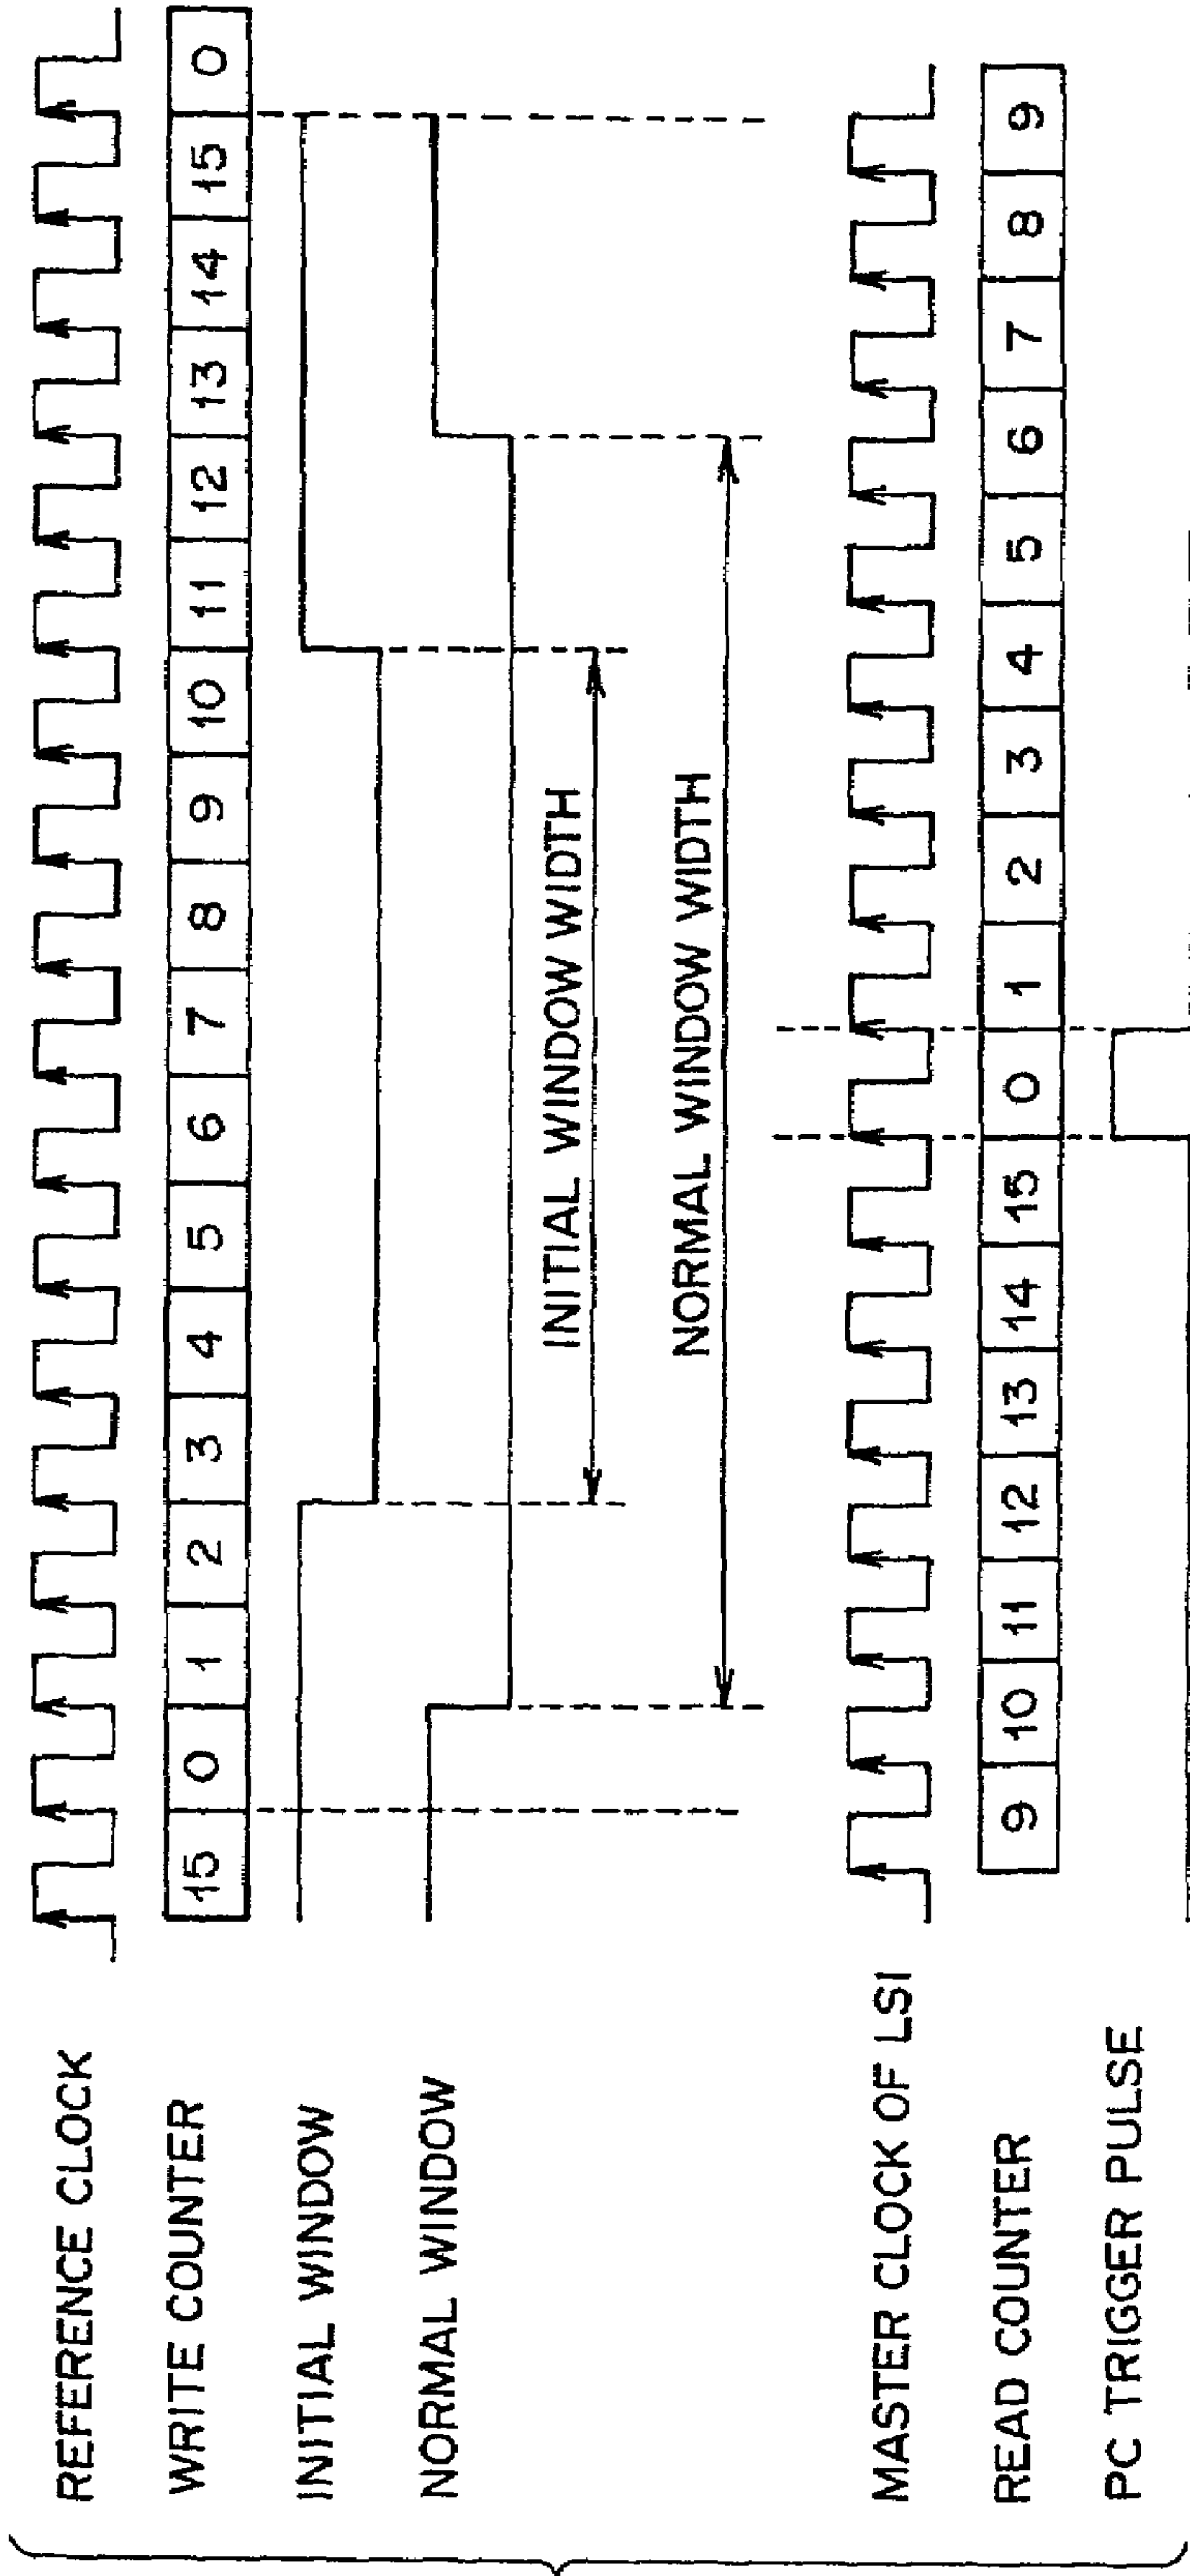 REFERENCE CLOCK
WRITE COUNTER 15 0 1 2 3 4 5 6 7 8 9 10 11 12 13 14 15 0
INITIAL WINDOW
NORMAL WINDOW
INITIAL WINDOW WIDTH
NORMAL WINDOW WIDTH
MASTER CLOCK OF LSI
READ COUNTER 9 10 11 12 13 14 15 0 1 2 3 4 5 6 7 8 9
PC TRIGGER PULSE